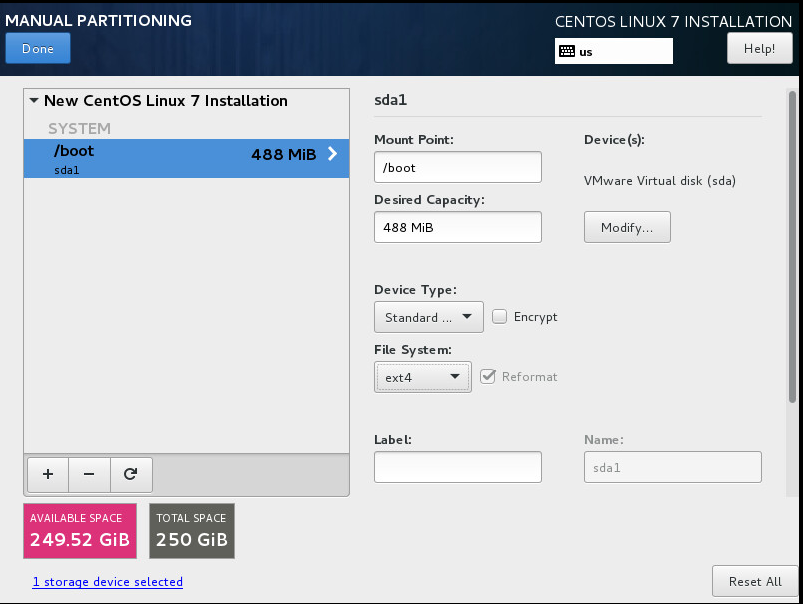 MANUAL PARTITIONING
CENTOS LINUX 7 INSTALLATION
Done
us
Help!
New CentOS Linux 7 Installation
SYSTEM
/boot
488 MiB
sda1
sda1
Mount Point:
/boot
Device(s):
VMware Virtual disk (sda)
Desired Capacity:
488 MiB
Modify...
Device Type:
Standard ...
Encrypt
File System:
ext4
Reformat
Label:
Name:
sda1
+
−
AVAILABLE SPACE
249.52 GiB
TOTAL SPACE
250 GiB
1 storage device selected
Reset All